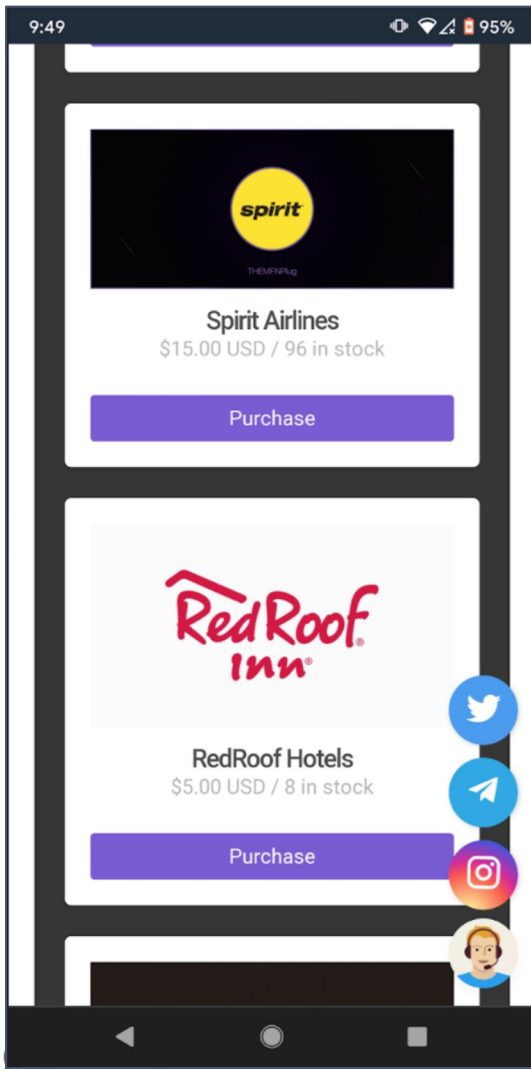 9:49
95%
spirit
THEMFNPlug
Spirit Airlines
$15.00 USD / 96 in stock
Purchase
RedRoof
Inn
RedRoof Hotels
$5.00 USD / 8 in stock
Purchase